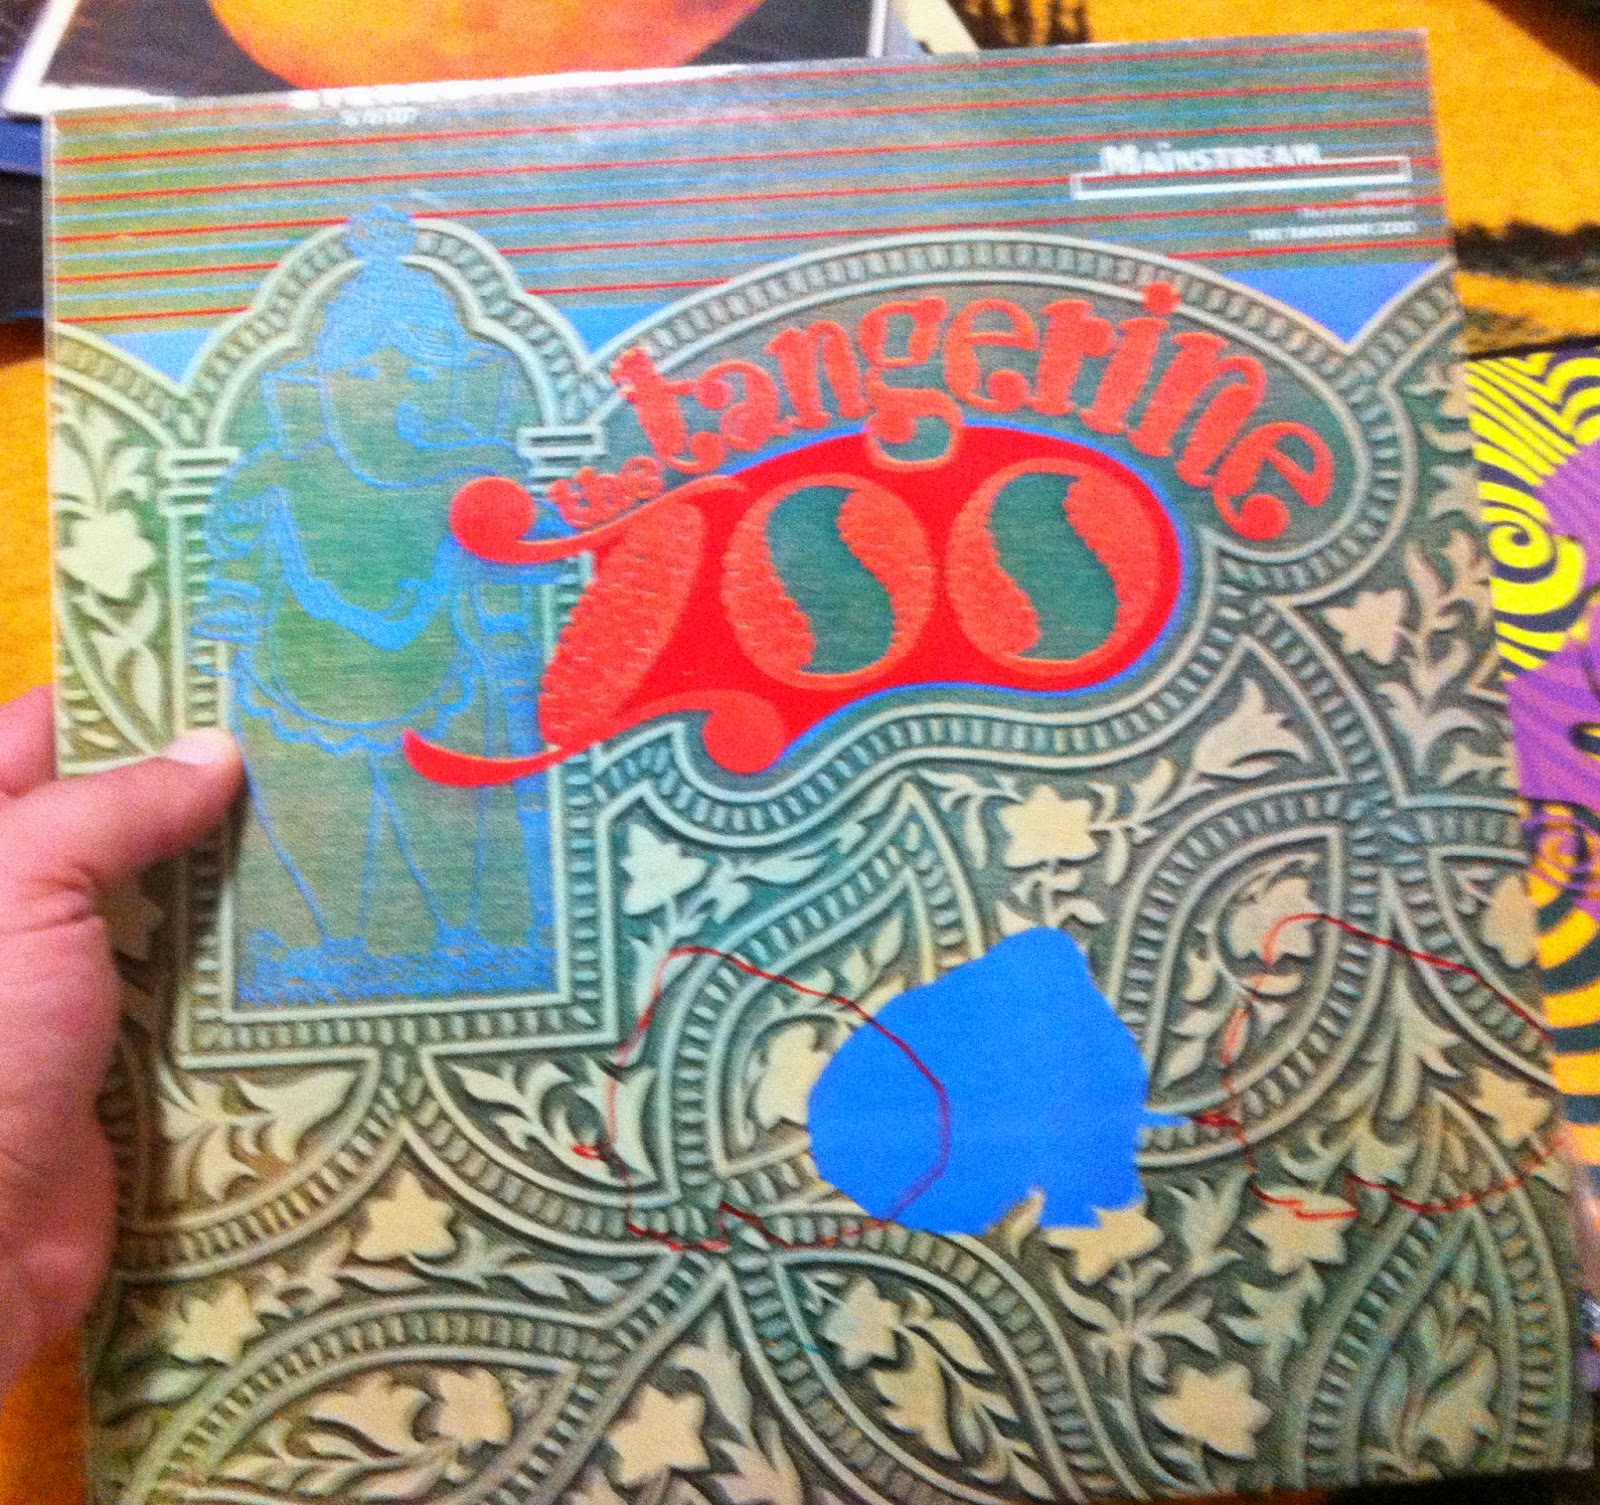 Mainstream
THE TANGERINE ZOO
the tangerine
zoo